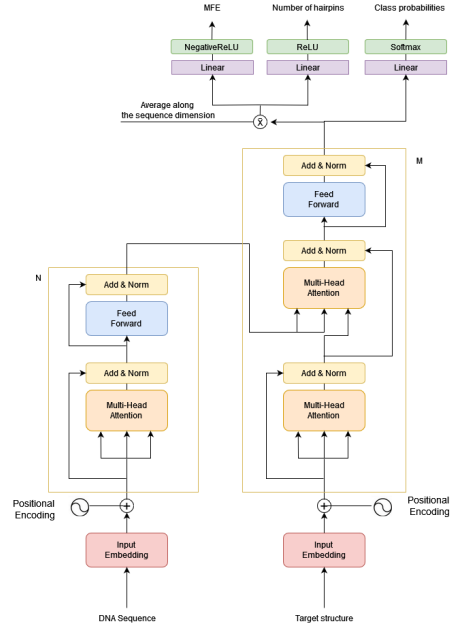 MFE
Number of hairpins
Class probabilities
NegativeReLU
ReLU
Softmax
Linear
Linear
Linear
Average along
the sequence dimension
x̄
M
Add & Norm
Feed
Forward
Add & Norm
Multi-Head
Attention
N
Add & Norm
Feed
Forward
Add & Norm
Add & Norm
Multi-Head
Attention
Multi-Head
Attention
Positional
Encoding
Positional
Encoding
Input
Embedding
Input
Embedding
DNA Sequence
Target structure